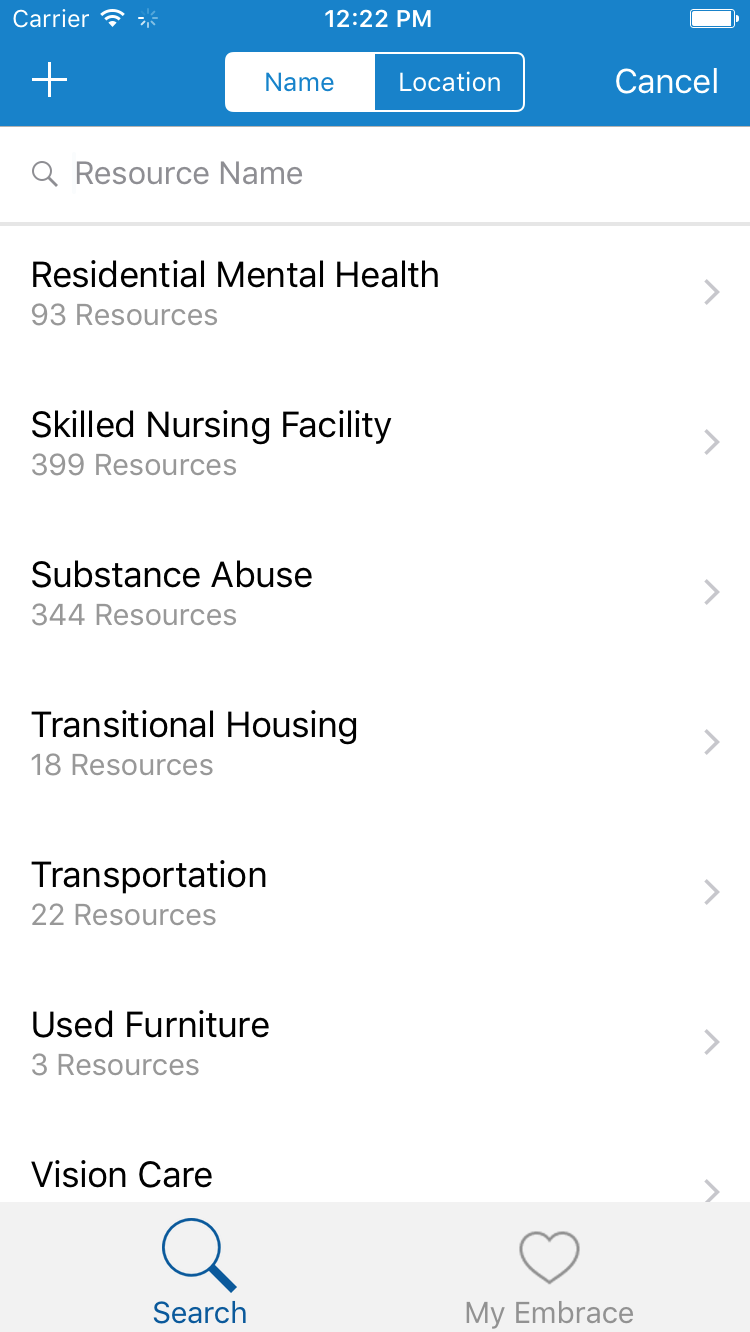 Carrier 12:22 PM
Name Location Cancel
Resource Name
Residential Mental Health
93 Resources
Skilled Nursing Facility
399 Resources
Substance Abuse
344 Resources
Transitional Housing
18 Resources
Transportation
22 Resources
Used Furniture
3 Resources
Vision Care
Search My Embrace